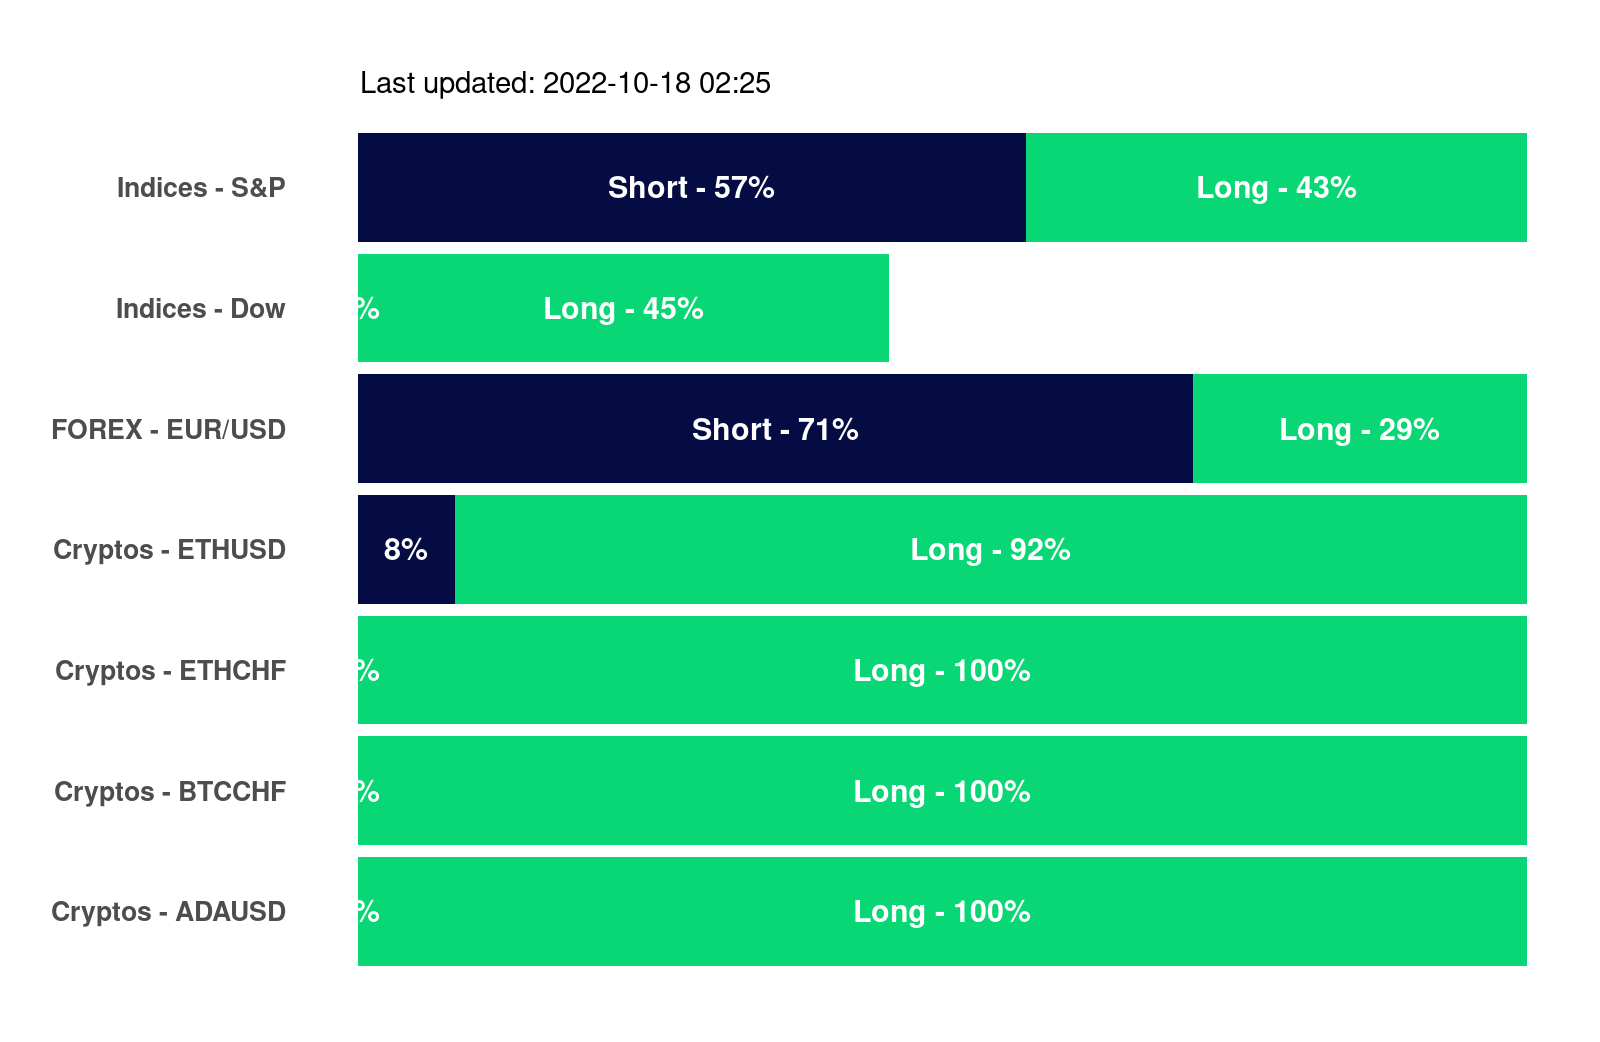 Last updated: 2022-10-18 02:25
Indices - S&P Short - 57% Long - 43%
Indices - Dow % Long - 45%
FOREX - EUR/USD Short - 71% Long - 29%
Cryptos - ETHUSD 8% Long - 92%
Cryptos - ETHCHF % Long - 100%
Cryptos - BTCCHF % Long - 100%
Cryptos - ADAUSD % Long - 100%